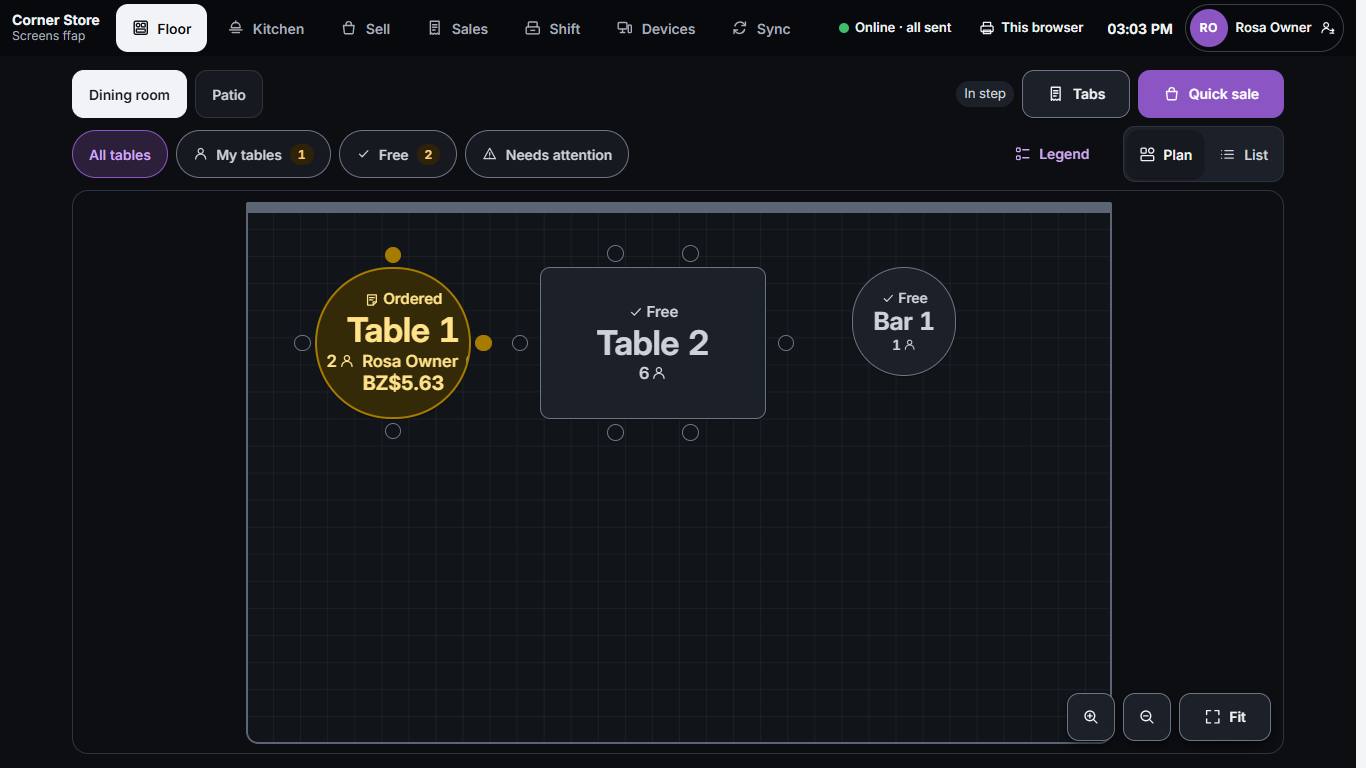 Corner Store
Screens ffap
Floor
Kitchen
Sell
Sales
Shift
Devices
Sync
Online · all sent
This browser
03:03 PM
RO
Rosa Owner
Dining room
Patio
In step
Tabs
Quick sale
All tables
My tables 1
Free 2
Needs attention
Legend
Plan
List
Ordered
Table 1
2 Rosa Owner
BZ$5.63
Free
Table 2
6
Free
Bar 1
1
Fit